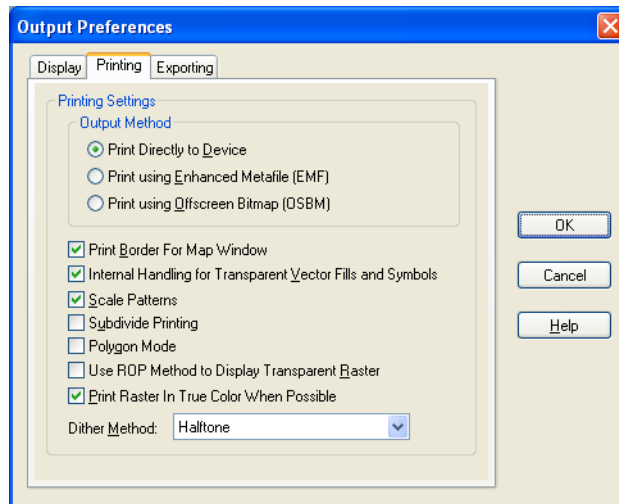 Output Preferences
Display Printing Exporting
Printing Settings
Output Method
Print Directly to Device
Print using Enhanced Metafile (EMF)
Print using Offscreen Bitmap (OSBM)
Print Border For Map Window
Internal Handling for Transparent Vector Fills and Symbols
Scale Patterns
Subdivide Printing
Polygon Mode
Use ROP Method to Display Transparent Raster
Print Raster In True Color When Possible
Dither Method: Halftone
OK
Cancel
Help